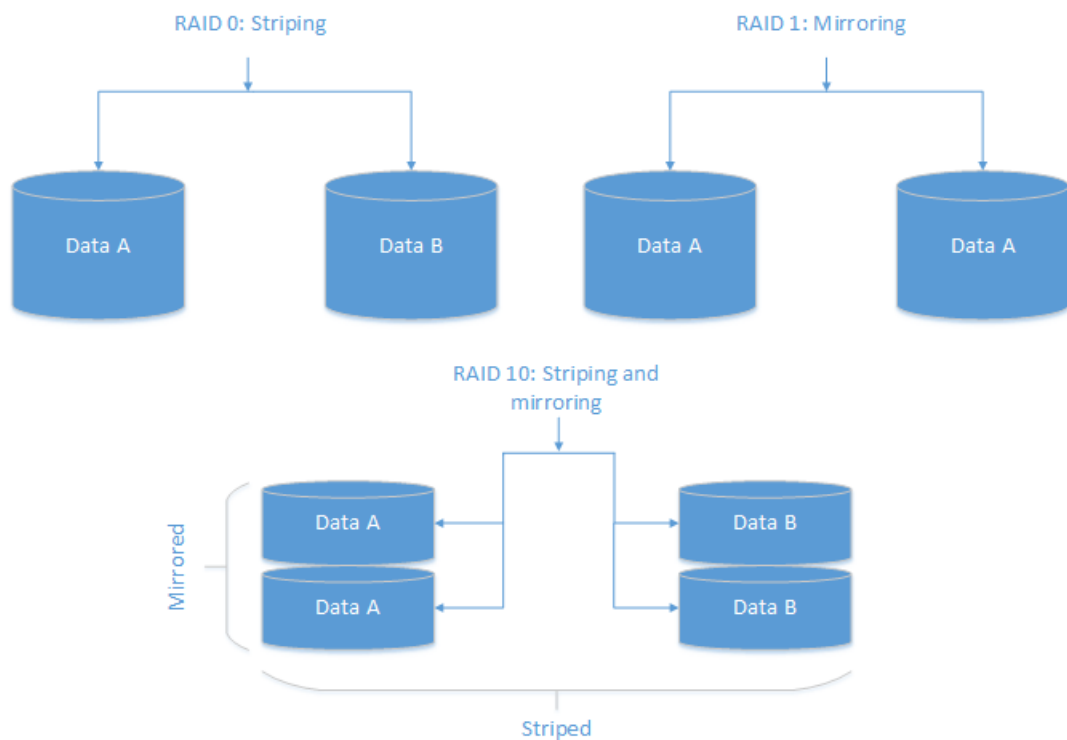 RAID 0: Striping
RAID 1: Mirroring
Data A
Data B
Data A
Data A
RAID 10: Striping and
mirroring
Mirrored
Data A
Data B
Data A
Data B
Striped